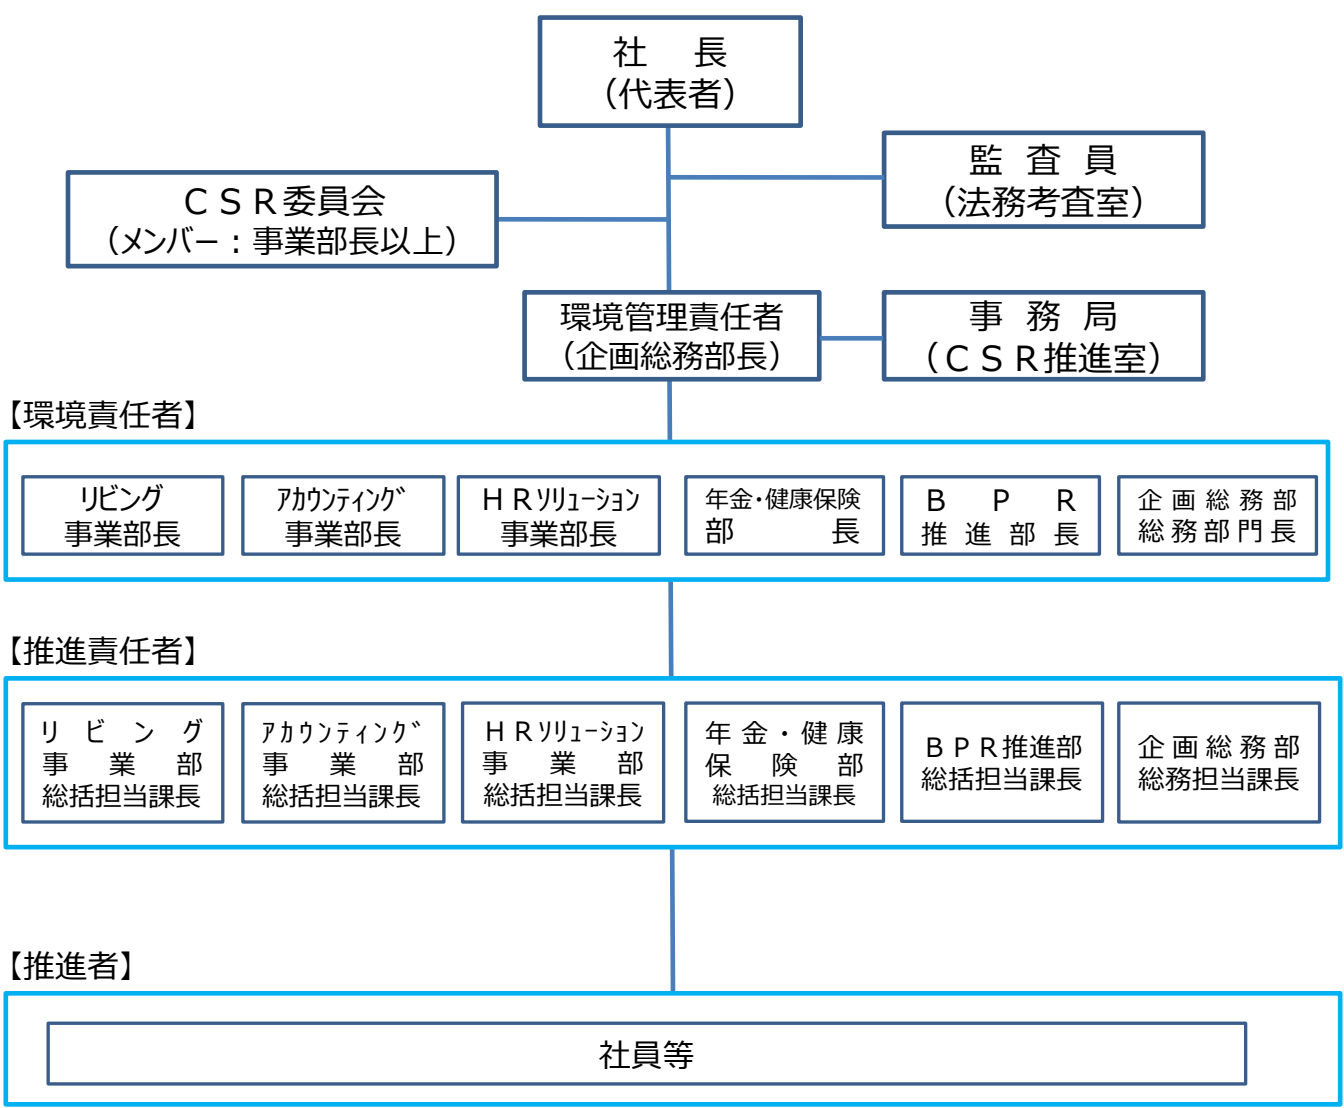 社　長
（代表者）
監　査　員
（法務考査室）
ＣＳＲ委員会
（メンバー：事業部長以上）
環境管理責任者
（企画総務部長）
事　務　局
（ＣＳＲ推進室）
【環境責任者】
リビング
事業部長
ｱｶｳﾝﾃｨﾝｸﾞ
事業部長
ＨＲｿﾘｭｰｼｮﾝ
事業部長
年金・健康保険
部　　　長
Ｂ　Ｐ　Ｒ
推進部長
企画総務部
総務部門長
【推進責任者】
リビング
事業部
総括担当課長
ｱｶｳﾝﾃｨﾝｸﾞ
事業部
総括担当課長
ＨＲｿﾘｭｰｼｮﾝ
事業部
総括担当課長
年金・健康
保険部
総括担当課長
ＢＰＲ推進部
総括担当課長
企画総務部
総務担当課長
【推進者】
社員等